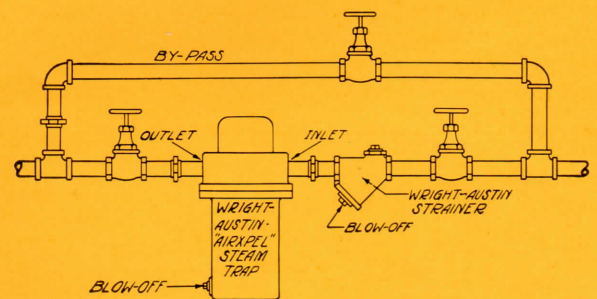 BY-PASS
OUTLET
INLET
WRIGHT-
AUSTIN-
"AIRXPEL"
STEAM
TRAP
WRIGHT-AUSTIN
STRAINER
BLOW-OFF
BLOW-OFF